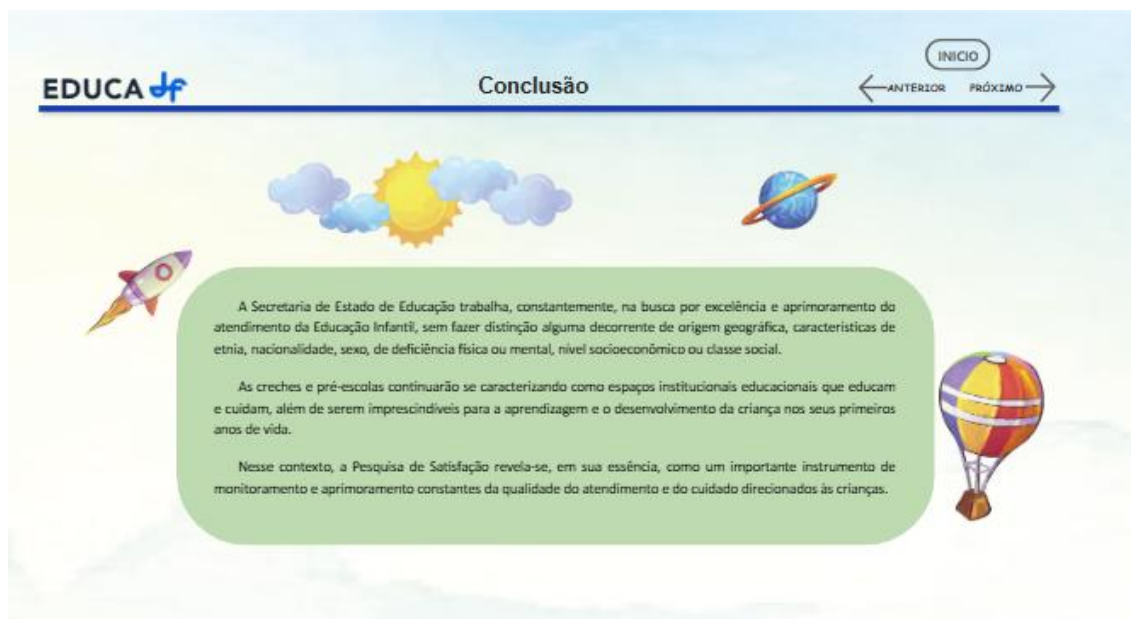 INICIO
EDUCA df
Conclusão
ANTERIOR PRÓXIMO
A Secretaria de Estado de Educação trabalha, constantemente, na busca por excelência e aprimoramento do
atendimento da Educação Infantil, sem fazer distinção alguma decorrente de origem geográfica, caracteristicas de
etnia, nacionalidade, sexo, de deficiência física ou mental, nível socioeconômico ou classe social.
As creches e pré-escolas continuarão se caracterizando como espaços institucionais educacionais que educam
e cuidam, além de serem imprescindíveis para a aprendizagem e o desenvolvimento da criança nos seus primeiros
anos de vida.
Nesse contexto, a Pesquisa de Satisfação revela-se, em sua essência, como um importante instrumento de
monitoramento e aprimoramento constantes da qualidade do atendimento e do cuidado direcionados às crianças.